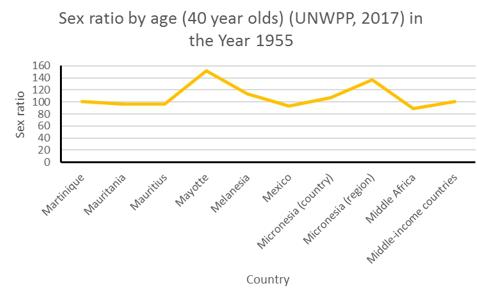 Sex ratio by age (40 year olds) (UNWPP, 2017) in
the Year 1955
160
140
120
100
80
60
40
20
0
Sex ratio
Martinique
Mauritania
Mauritius
Mayotte
Melanesia
Mexico
Micronesia (country)
Micronesia (region)
Middle Africa
Middle-income countries
Country